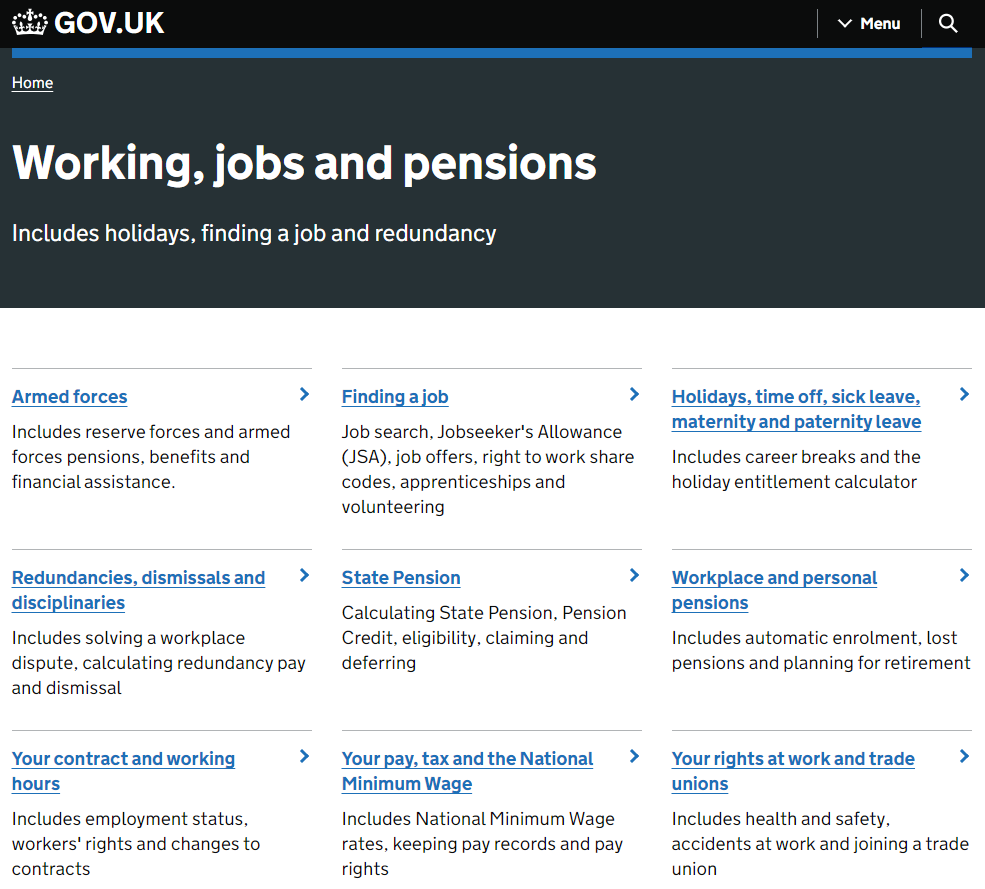 GOV.UK
Menu
Home
Working, jobs and pensions
Includes holidays, finding a job and redundancy
Armed forces
Includes reserve forces and armed
forces pensions, benefits and
financial assistance.
Finding a job
Job search, Jobseeker's Allowance
(JSA), job offers, right to work share
codes, apprenticeships and
volunteering
Holidays, time off, sick leave,
maternity and paternity leave
Includes career breaks and the
holiday entitlement calculator
Redundancies, dismissals and
disciplinaries
Includes solving a workplace
dispute, calculating redundancy pay
and dismissal
State Pension
Calculating State Pension, Pension
Credit, eligibility, claiming and
deferring
Workplace and personal
pensions
Includes automatic enrolment, lost
pensions and planning for retirement
Your contract and working
hours
Includes employment status,
workers' rights and changes to
contracts
Your pay, tax and the National
Minimum Wage
Includes National Minimum Wage
rates, keeping pay records and pay
rights
Your rights at work and trade
unions
Includes health and safety,
accidents at work and joining a trade
union